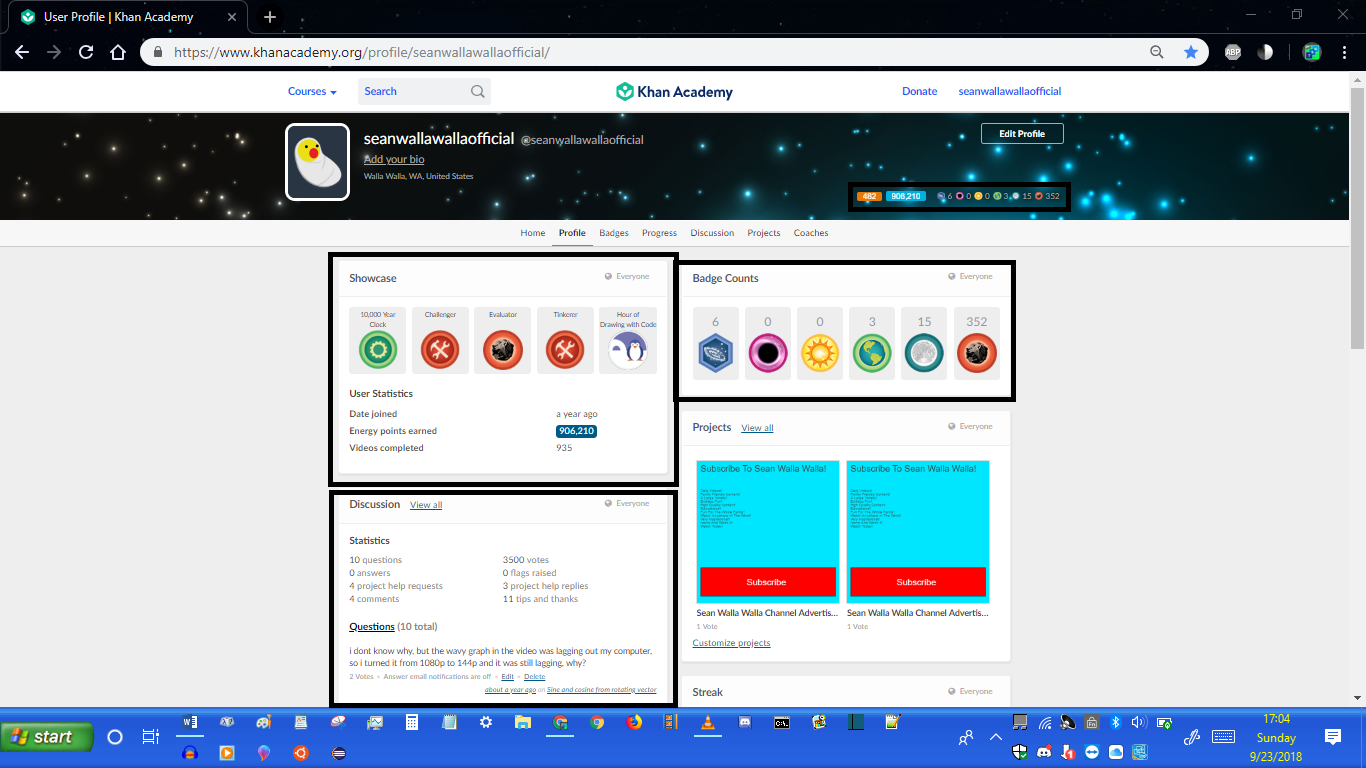 User Profile | Khan Academy
https://www.khanacademy.org/profile/seanwallawallaofficial/
ABP
Courses
Search
Khan Academy
Donate
seanwallawallaofficial
seanwallawallaofficial @seanwallawallaofficial
Edit Profile
Add your bio
Walla Walla, WA, United States
482 906,210 6 0 0 3 15 352
Home Profile Badges Progress Discussion Projects Coaches
Showcase Everyone
10,000 Year Clock
Challenger
Evaluator
Tinkerer
Hour of Drawing with Code
User Statistics
Date joined a year ago
Energy points earned 906,210
Videos completed 935
Badge Counts Everyone
6 0 0 3 15 352
Projects View all Everyone
Subscribe To Sean Walla Walla!
Subscribe
Sean Walla Walla Channel Advertis...
1 Vote
Subscribe To Sean Walla Walla!
Subscribe
Sean Walla Walla Channel Advertis...
1 Vote
Customize projects
Discussion View all Everyone
Statistics
10 questions 3500 votes
0 answers 0 flags raised
4 project help requests 3 project help replies
4 comments 11 tips and thanks
Questions (10 total)
i dont know why, but the wavy graph in the video was lagging out my computer,
so i turned it from 1080p to 144p and it was still lagging, why?
2 Votes • Answer email notifications are off • Edit • Delete
about a year ago on Sine and cosine from rotating vector
Streak Everyone
start
17:04
Sunday
9/23/2018